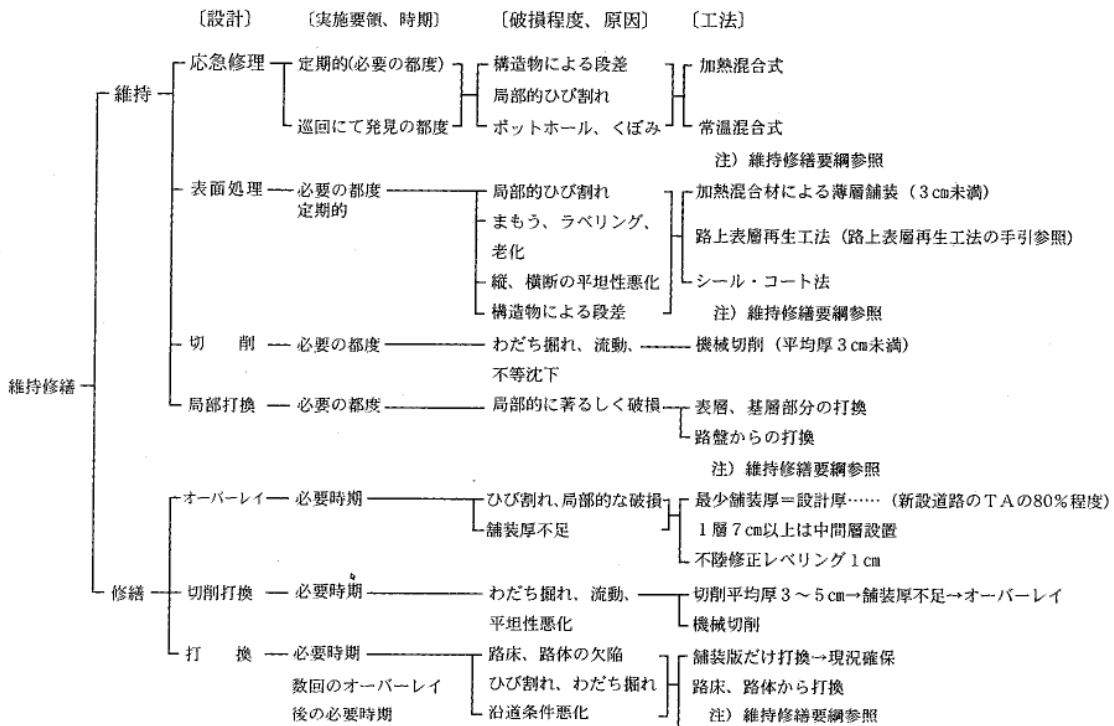 〔設計〕 〔実施要領、時期〕 〔破損程度、原因〕 〔工法〕
応急修理 定期的(必要の都度) 構造物による段差 加熱混合式
維持 局部的ひび割れ
巡回にて発見の都度 ポットホール、くぼみ 常温混合式
注）維持修繕要綱参照
表面処理 必要の都度 局部的ひび割れ 加熱混合材による薄層舗装（３㎝未満）
定期的
まもう、ラベリング、
老化 路上表層再生工法（路上表層再生工法の手引参照）
縦、横断の平坦性悪化 シール・コート法
構造物による段差 注）維持修繕要綱参照
切　削 必要の都度 わだち掘れ、流動、 機械切削（平均厚３㎝未満）
不等沈下
維持修繕
局部打換 必要の都度 局部的に著るしく破損 表層、基層部分の打換
路盤からの打換
注）維持修繕要綱参照
オーバーレイ 必要時期 ひび割れ、局部的な破損 最少舗装厚＝設計厚……（新設道路のＴＡの80％程度）
舗装厚不足 １層７㎝以上は中間層設置
不陸修正レベリング１㎝
修繕 切削打換 必要時期 わだち掘れ、流動、 切削平均厚３～５㎝→舗装厚不足→オーバーレイ
平坦性悪化 機械切削
打　換 必要時期 路床、路体の欠陥 舗装版だけ打換→現況確保
数回のオーバーレイ ひび割れ、わだち掘れ 路床、路体から打換
後の必要時期 沿道条件悪化 注）維持修繕要綱参照